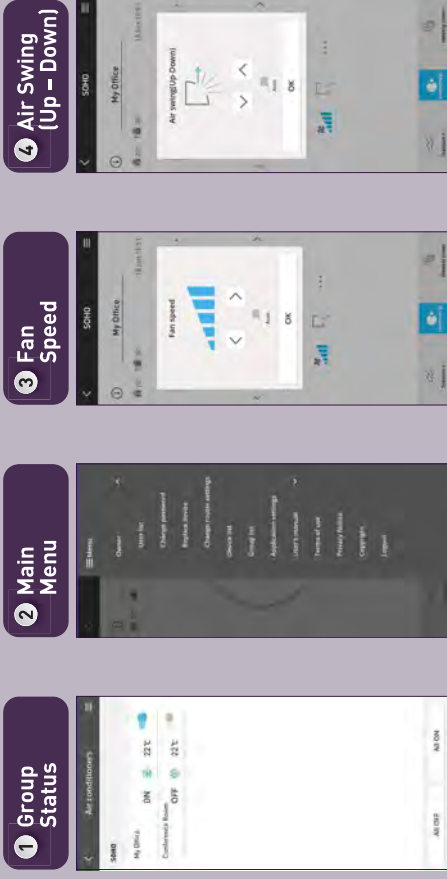 1 Group
Status
Air conditioners
SOHO
My Office
ON
22℃
Conference Room
OFF
22℃
All OFF
All ON
2 Main
Menu
Menu
Owner
User list
Change password
Replace device
Change router settings
Device list
Group list
Application settings
User's manual
Terms of use
Privacy Notice
Copyright
Logout
3 Fan
Speed
SOHO
My Office
Fan speed
Auto
OK
4 Air Swing
(Up – Down)
SOHO
My Office
Air swing(Up-Down)
Auto
OK